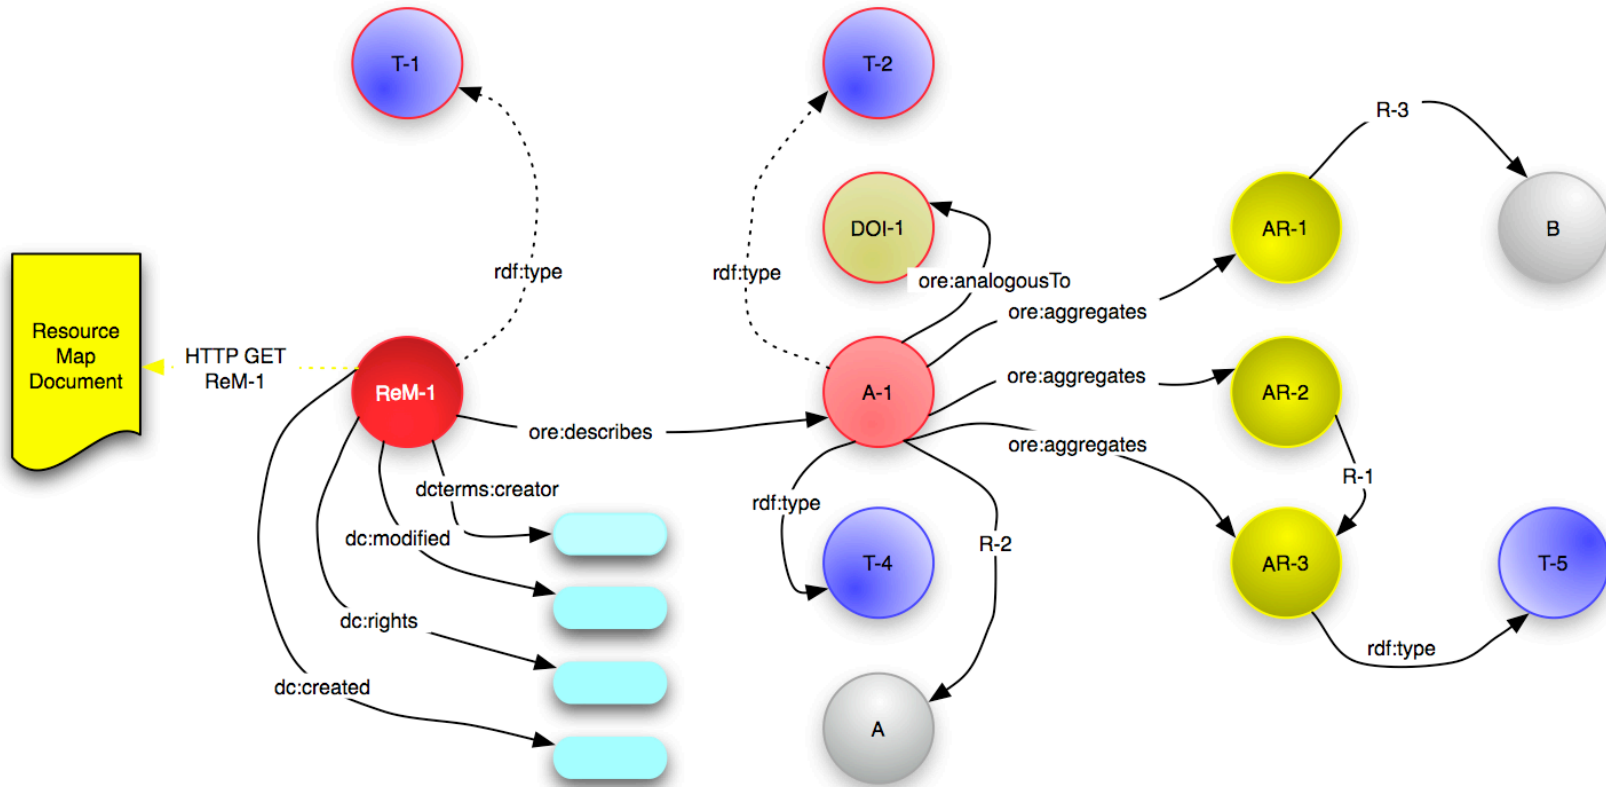 T-1
T-2
R-3
DOI-1
AR-1
B
rdf:type
rdf:type
ore:analogousTo
ore:aggregates
Resource
Map
Document
HTTP GET
ReM-1
ReM-1
A-1
ore:aggregates
AR-2
ore:describes
ore:aggregates
R-1
dcterms:creator
rdf:type
dc:modified
R-2
T-4
AR-3
T-5
dc:rights
rdf:type
dc:created
A